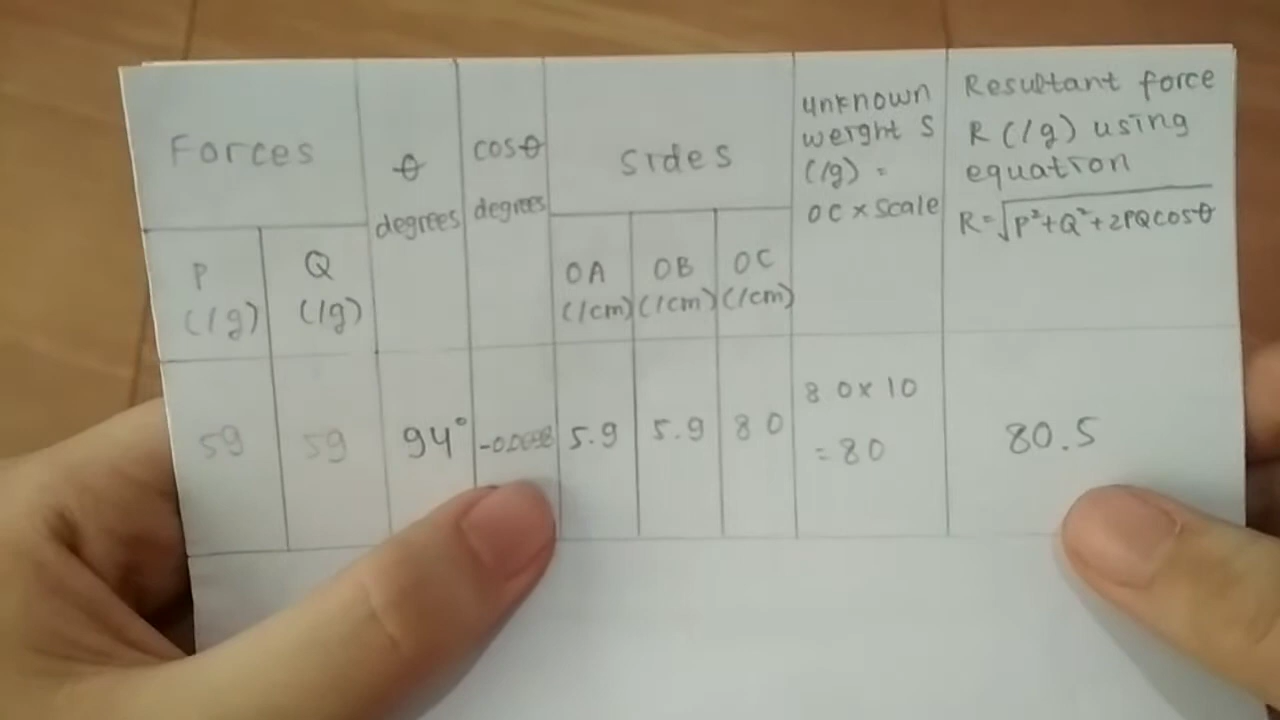 Forces
θ
degrees
cosθ
degrees
sides
unknown
weight S
(/g) =
OC x scale
Resultant force
R (/g) using
equation
R=√P²+Q²+2PQcosθ
P
(/g)
Q
(/g)
OA
(/cm)
OB
(/cm)
OC
(/cm)
59
59
94°
5.9
5.9
8 0
8 0x 10
= 80
80.5